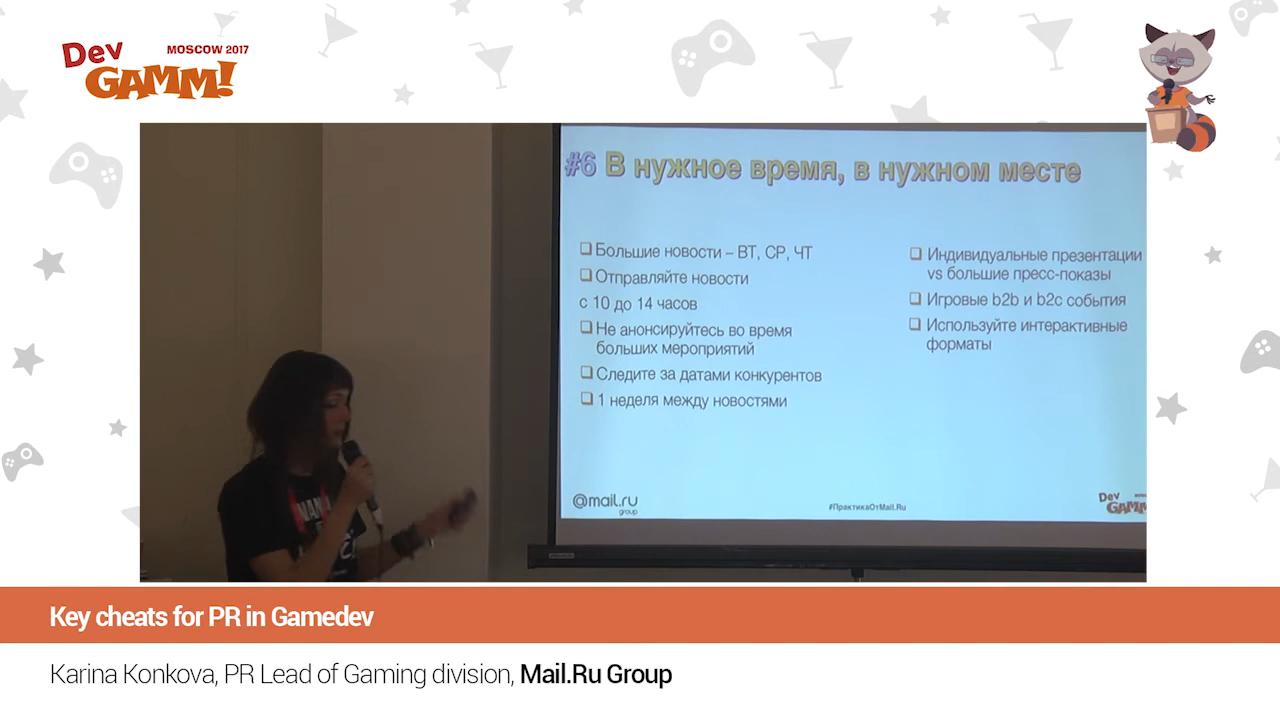 Dev
GAMM!
MOSCOW 2017
#6 В нужное время, в нужном месте
Большие новости – ВТ, СР, ЧТ
Отправляйте новости
с 10 до 14 часов
Не анонсируйтесь во время
больших мероприятий
Следите за датами конкурентов
1 неделя между новостями
Индивидуальные презентации
vs большие пресс-показы
Игровые b2b и b2c события
Используйте интерактивные
форматы
@mail.ru
group
#ПрактикаОтMail.Ru
Dev
GAMM
Key cheats for PR in Gamedev
Karina Konkova, PR Lead of Gaming division, Mail.Ru Group